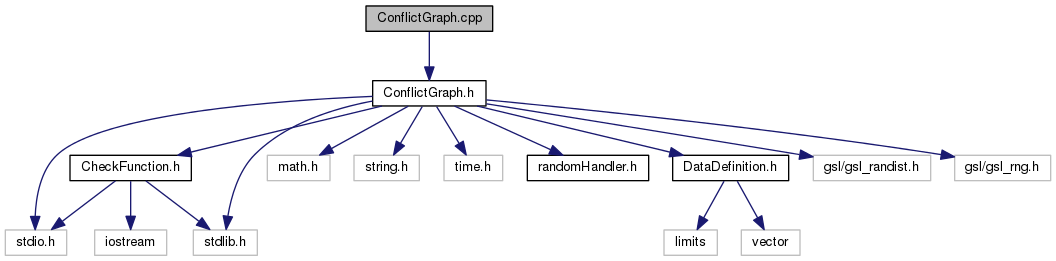 ConflictGraph.cpp
ConflictGraph.h
CheckFunction.h
math.h
string.h
time.h
randomHandler.h
DataDefinition.h
gsl/gsl_randist.h
gsl/gsl_rng.h
stdio.h
iostream
stdlib.h
limits
vector